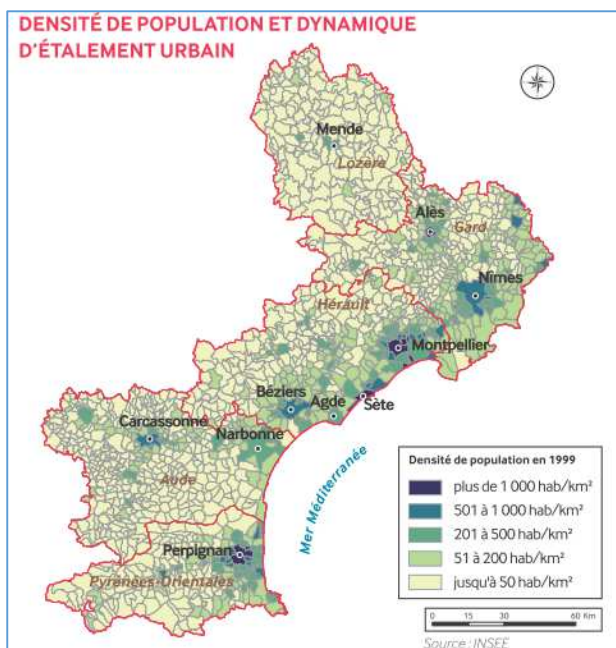 DENSITÉ DE POPULATION ET DYNAMIQUE
D'ÉTALEMENT URBAIN
Mende
Lozère
Alès
Gard
Nîmes
Hérault
Montpellier
Béziers
Agde
Sète
Carcassonne
Narbonne
Aude
Mer Méditerranée
Perpignan
Pyrénées-Orientales
Densité de population en 1999
plus de 1 000 hab/km²
501 à 1 000 hab/km²
201 à 500 hab/km²
51 à 200 hab/km²
jusqu'à 50 hab/km²
0 15 30 60 Km
Source : INSEE